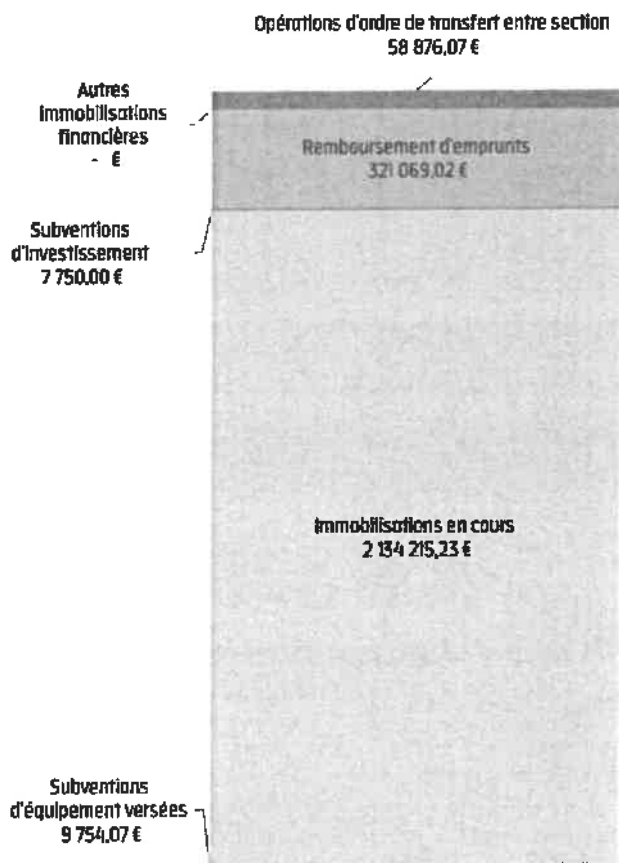 Opérations d'ordre de transfert entre section
58 876,07 €
Autres
immobilisations
financières
- €
Remboursement d'emprunts
321 069,02 €
Subventions
d'investissement
7 750,00 €
Immobilisations en cours
2 134 215,23 €
Subventions
d'équipement versées
9 754,07 €